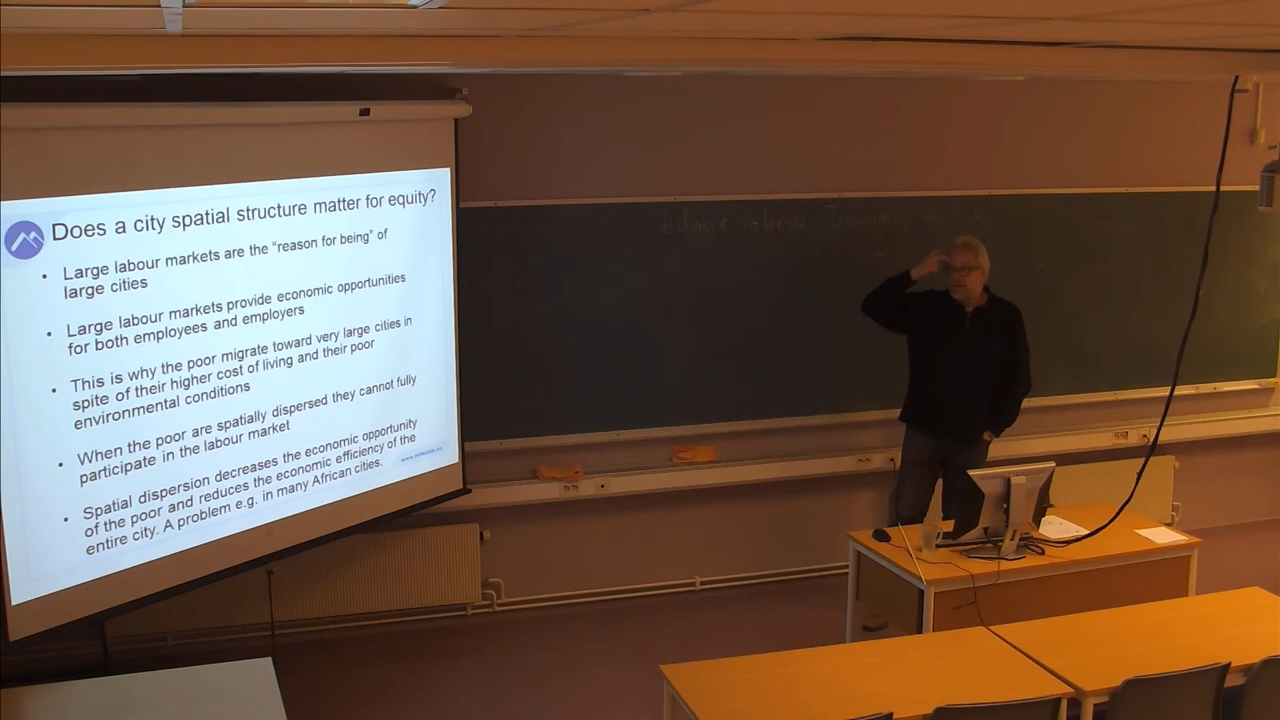 Does a city spatial structure matter for equity?
• Large labour markets are the “reason for being” of
large cities
• Large labour markets provide economic opportunities
for both employees and employers
• This is why the poor migrate toward very large cities in
spite of their higher cost of living and their poor
environmental conditions
• When the poor are spatially dispersed they cannot fully
participate in the labour market
• Spatial dispersion decreases the economic opportunity
of the poor and reduces the economic efficiency of the
entire city. A problem e.g. in many African cities.